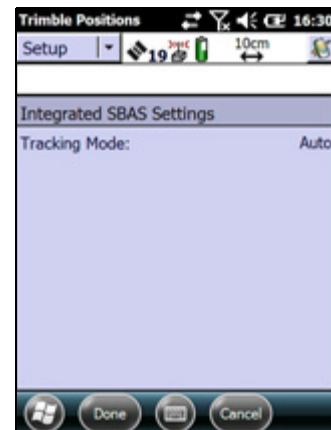 Trimble Positions 16:30
Setup 19 10cm
Integrated SBAS Settings
Tracking Mode: Auto
Done Cancel